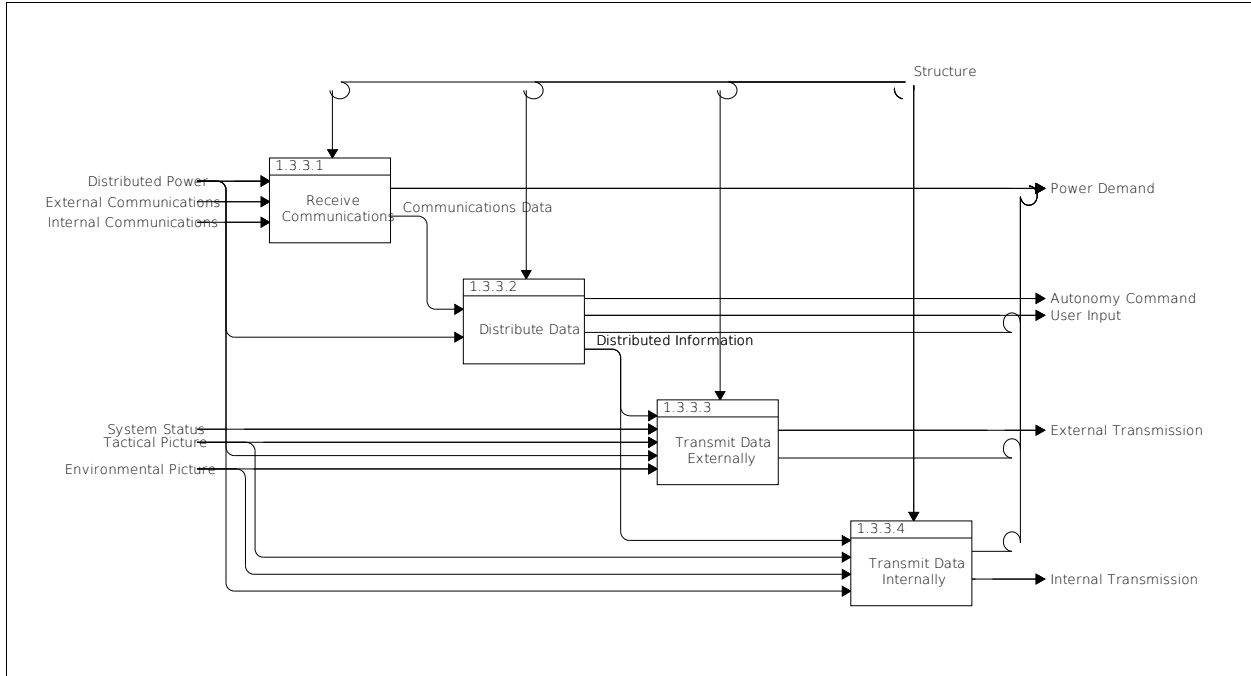 Structure
1.3.3.1
Distributed Power
External Communications
Internal Communications
Receive
Communications
Communications Data
Power Demand
1.3.3.2
Distribute Data
Autonomy Command
User Input
Distributed Information
1.3.3.3
System Status
Tactical Picture
Environmental Picture
Transmit Data
Externally
External Transmission
1.3.3.4
Transmit Data
Internally
Internal Transmission